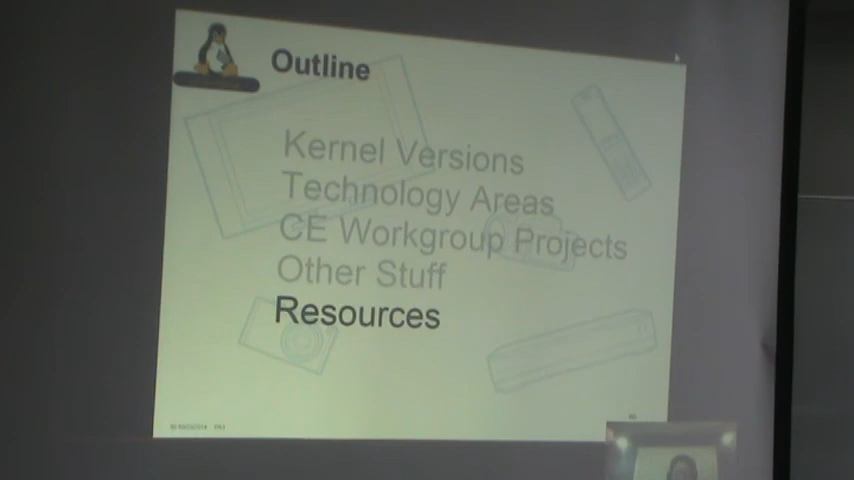 Outline
Kernel Versions
Technology Areas
CE Workgroup Projects
Other Stuff
Resources